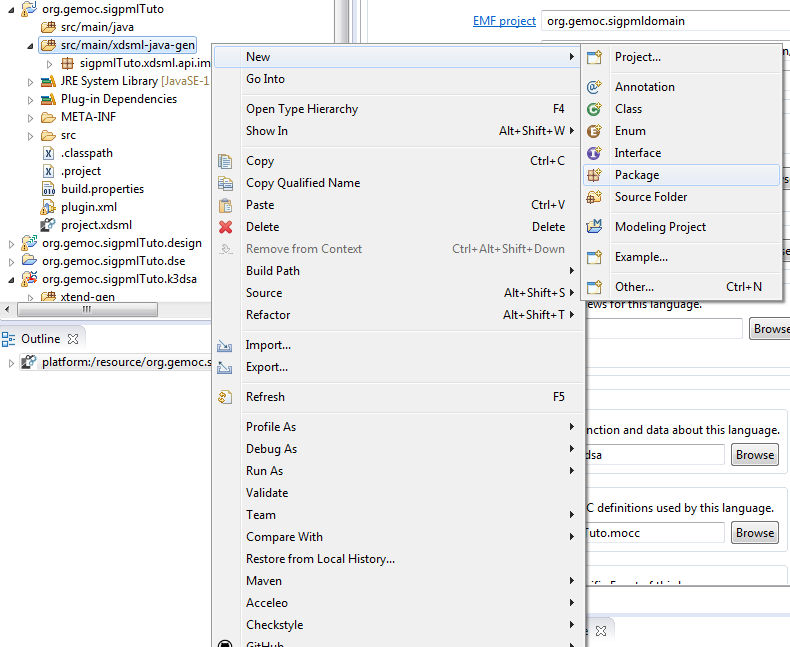 org.gemoc.sigpmlTuto
src/main/java
src/main/xdsml-java-gen
sigpmlTuto.xdsml.api.im
JRE System Library [JavaSE-1
Plug-in Dependencies
META-INF
src
.classpath
.project
build.properties
plugin.xml
project.xdsml
org.gemoc.sigpmlTuto.design
org.gemoc.sigpmlTuto.dse
org.gemoc.sigpmlTuto.k3dsa
xtend-gen
Outline
platform:/resource/org.gemoc.s
New
Go Into
Open Type Hierarchy F4
Show In Alt+Shift+W
Copy Ctrl+C
Copy Qualified Name
Paste Ctrl+V
Delete Delete
Remove from Context Ctrl+Alt+Shift+Down
Build Path
Source Alt+Shift+S
Refactor Alt+Shift+T
Import...
Export...
Refresh F5
Profile As
Debug As
Run As
Validate
Team
Compare With
Restore from Local History...
Maven
Acceleo
Checkstyle
GitHub
EMF project org.gemoc.sigpmldomain
Project...
Annotation
Class
Enum
Interface
Package
Source Folder
Modeling Project
Example...
Other... Ctrl+N
ews for this language.
Browse
nction and data about this language.
dsa Browse
C definitions used by this language.
Tuto.mocc Browse